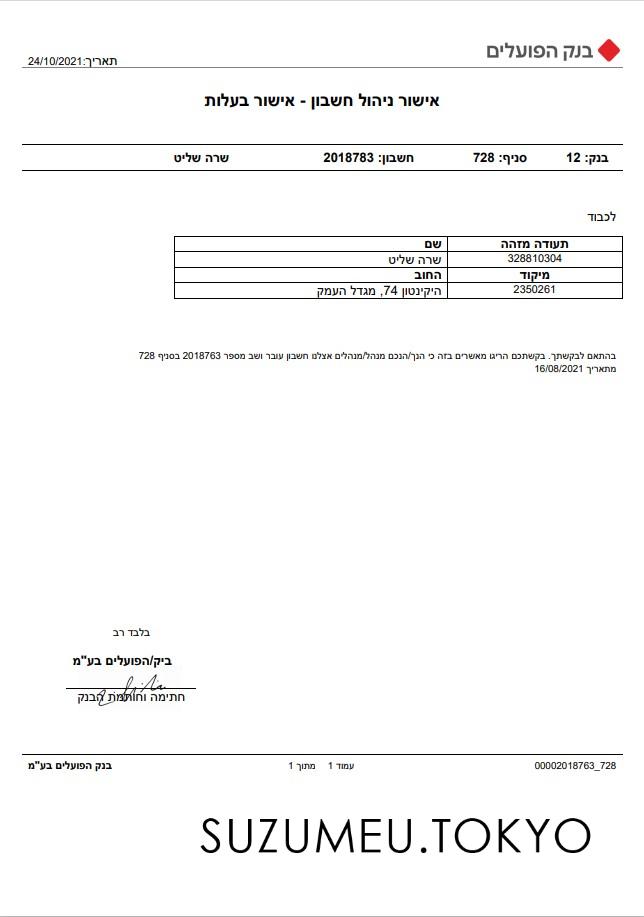 בנק הפועלים
תאריך:24/10/2021
אישור ניהול חשבון - אישור בעלות
בנק: 12 סניף: 728 חשבון: 2018783 שרה שליט
לכבוד
תעודה מזהה שם
328810304 שרה שליט
מיקוד החוב
2350261 היקינטון 74, מגדל העמק
בהתאם לבקשתך. בקשתכם הריגו מאשרים בזה כי הנך/הנכם מנהל/מנהלים אצלנו חשבון עובר ושב מספר 2018763 בסניף 728
מתאריך 16/08/2021
בלבד רב
ביק/הפועלים בע"מ
חתימה וחותמת הבנק
00002018763_728 עמוד 1 מתוך 1 בנק הפועלים בע"מ
SUZUMEU.TOKYO